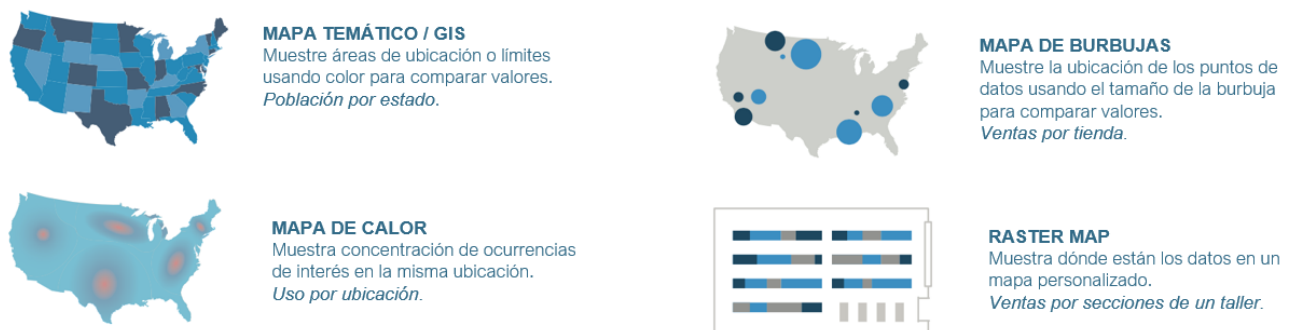 MAPA TEMÁTICO / GIS
Muestre áreas de ubicación o límites
usando color para comparar valores.
Población por estado.
MAPA DE BURBUJAS
Muestre la ubicación de los puntos de
datos usando el tamaño de la burbuja
para comparar valores.
Ventas por tienda.
MAPA DE CALOR
Muestra concentración de ocurrencias
de interés en la misma ubicación.
Uso por ubicación.
RASTER MAP
Muestra dónde están los datos en un
mapa personalizado.
Ventas por secciones de un taller.